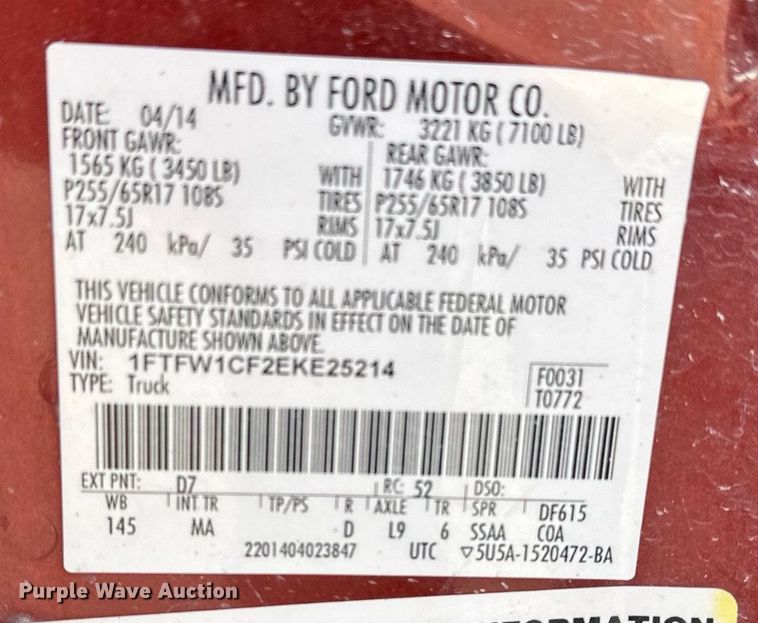 MFD. BY FORD MOTOR CO.
DATE: 04/14 GVWR: 3221 KG ( 7100 LB)
FRONT GAWR: REAR GAWR:
1565 KG ( 3450 LB) WITH 1746 KG ( 3850 LB) WITH
P255/65R17 108S TIRES P255/65R17 108S TIRES
17x7.5J RIMS 17x7.5J RIMS
AT 240 kPa/ 35 PSI COLD AT 240 kPa/ 35 PSI COLD
THIS VEHICLE CONFORMS TO ALL APPLICABLE FEDERAL MOTOR
VEHICLE SAFETY STANDARDS IN EFFECT ON THE DATE OF
MANUFACTURE SHOWN ABOVE.
VIN: 1FTFW1CF2EKE25214 F0031
TYPE: Truck T0772
EXT PNT: D7 RC: 52 DSO:
WB INT TR TP/PS R AXLE TR SPR DF615
145 MA D L9 6 SSAA COA
2201404023847 UTC ▽5U5A-1520472-BA
Purple Wave Auction
INFORMATION